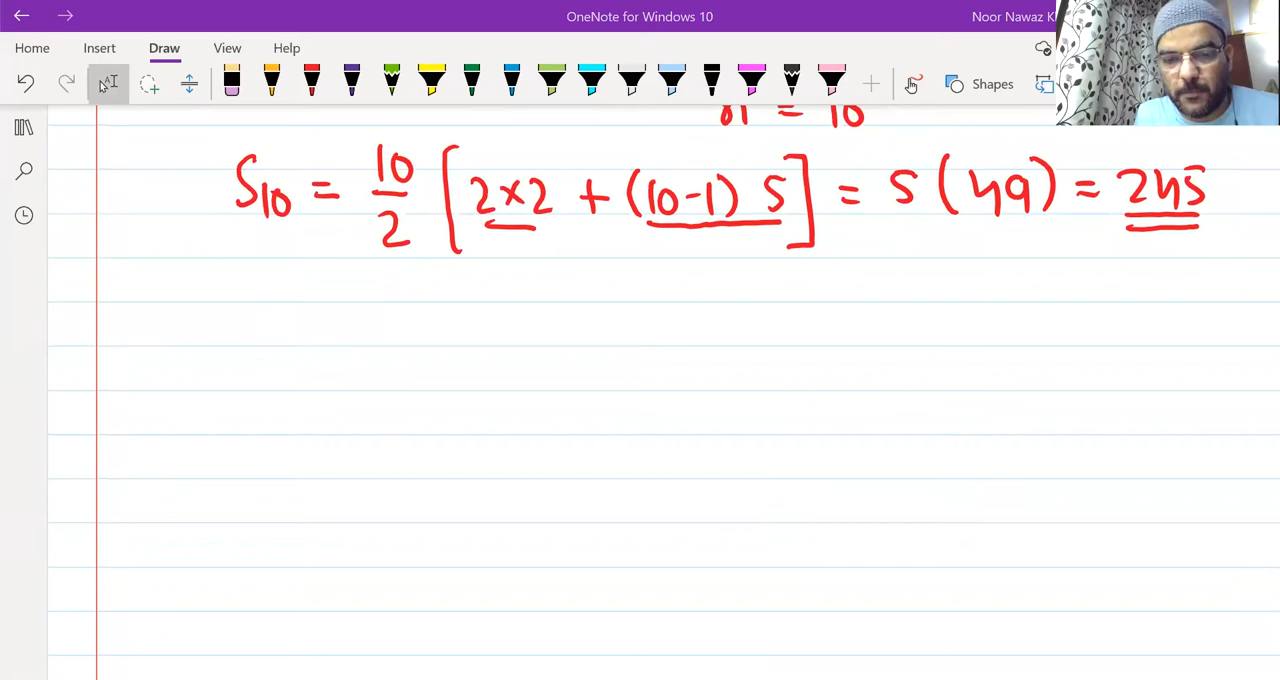 OneNote for Windows 10
Noor Nawaz K
Home Insert Draw View Help
Shapes
n = 10
S10 = 10/2 [2×2 + (10-1) 5] = 5 (49) = 245